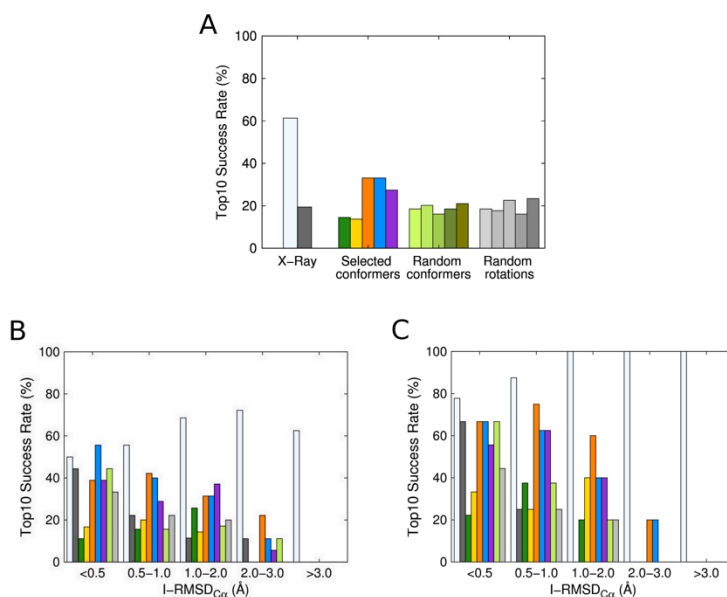 A
Top10 Success Rate (%)
100
80
60
40
20
0
X−Ray
Selected conformers
Random conformers
Random rotations
B
Top10 Success Rate (%)
100
80
60
40
20
0
<0.5
0.5−1.0
1.0−2.0
2.0−3.0
>3.0
I−RMSDCα (Å)
C
Top10 Success Rate (%)
100
80
60
40
20
0
<0.5
0.5−1.0
1.0−2.0
2.0−3.0
>3.0
I−RMSDCα (Å)